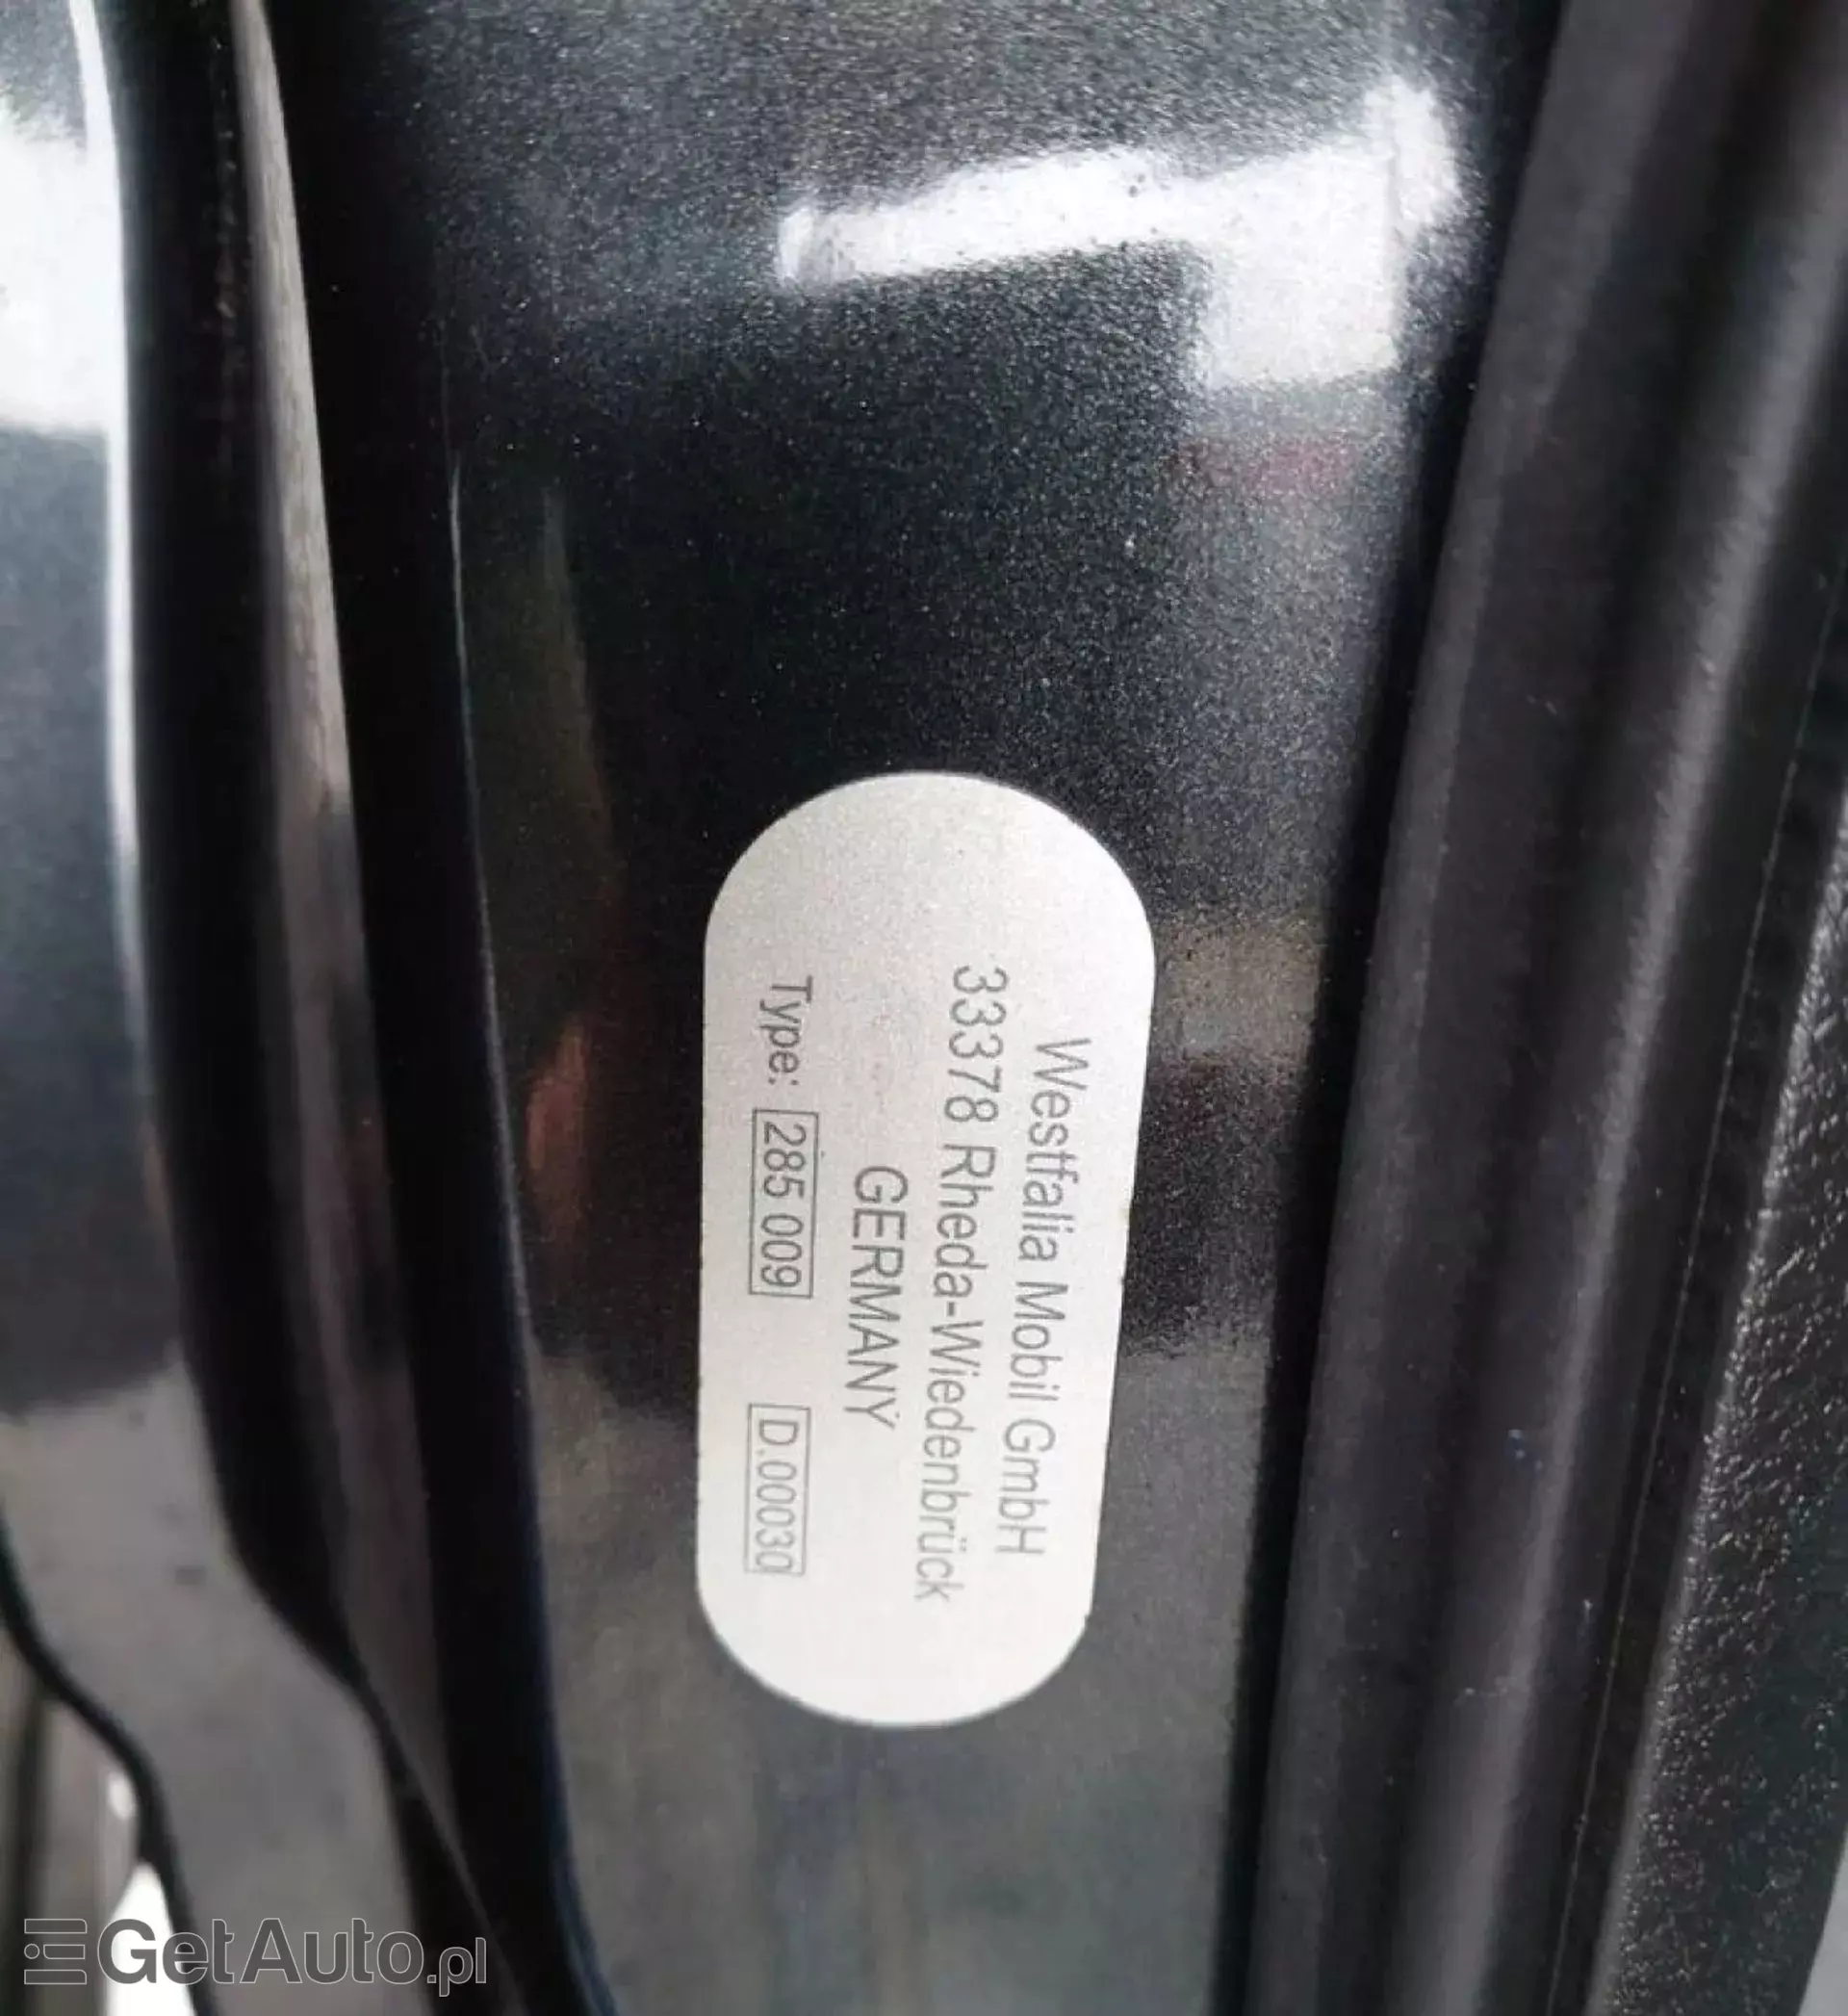 Westfalia Mobil GmbH
33378 Rheda-Wiedenbrück
GERMANY
Type: 285 009 D.00030
GetAuto.pl